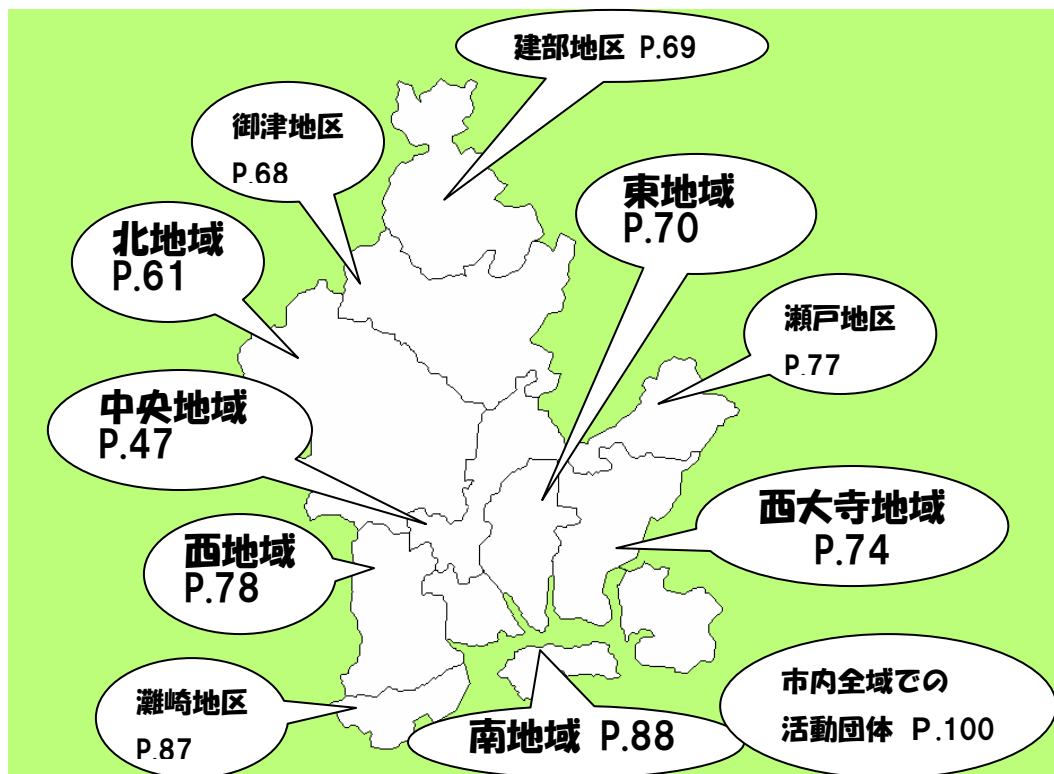 建部地区 P.69
御津地区
P.68
東地域
P.70
北地域
P.61
瀬戸地区
P.77
中央地域
P.47
西大寺地域
P.74
西地域
P.78
灘崎地区
P.87
南地域 P.88
市内全域での
活動団体 P.100